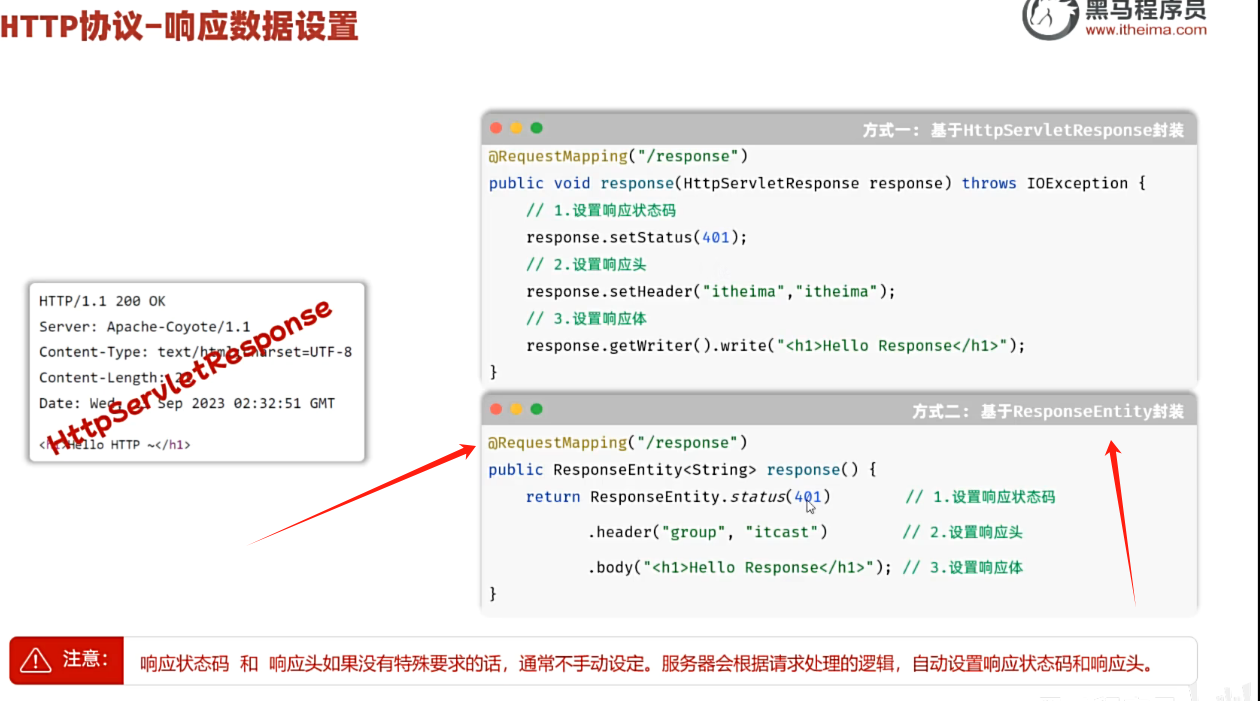 HTTP协议-响应数据设置
黑马程序员
www.itheima.com
方式一：基于HttpServletResponse封装
@RequestMapping("/response")
public void response(HttpServletResponse response) throws IOException {
// 1.设置响应状态码
response.setStatus(401);
// 2.设置响应头
response.setHeader("itheima","itheima");
// 3.设置响应体
response.getWriter().write("<h1>Hello Response</h1>");
}
HTTP/1.1 200 OK
Server: Apache-Coyote/1.1
Content-Type: text/html;charset=UTF-8
Content-Length: 2
Date: Wed, Sep 2023 02:32:51 GMT
<h1>Hello HTTP ~</h1>
HttpServletResponse
方式二：基于ResponseEntity封装
@RequestMapping("/response")
public ResponseEntity<String> response() {
return ResponseEntity.status(401) // 1.设置响应状态码
.header("group", "itcast") // 2.设置响应头
.body("<h1>Hello Response</h1>"); // 3.设置响应体
}
注意：
响应状态码 和 响应头如果没有特殊要求的话，通常不手动设定。服务器会根据请求处理的逻辑，自动设置响应状态码和响应头。